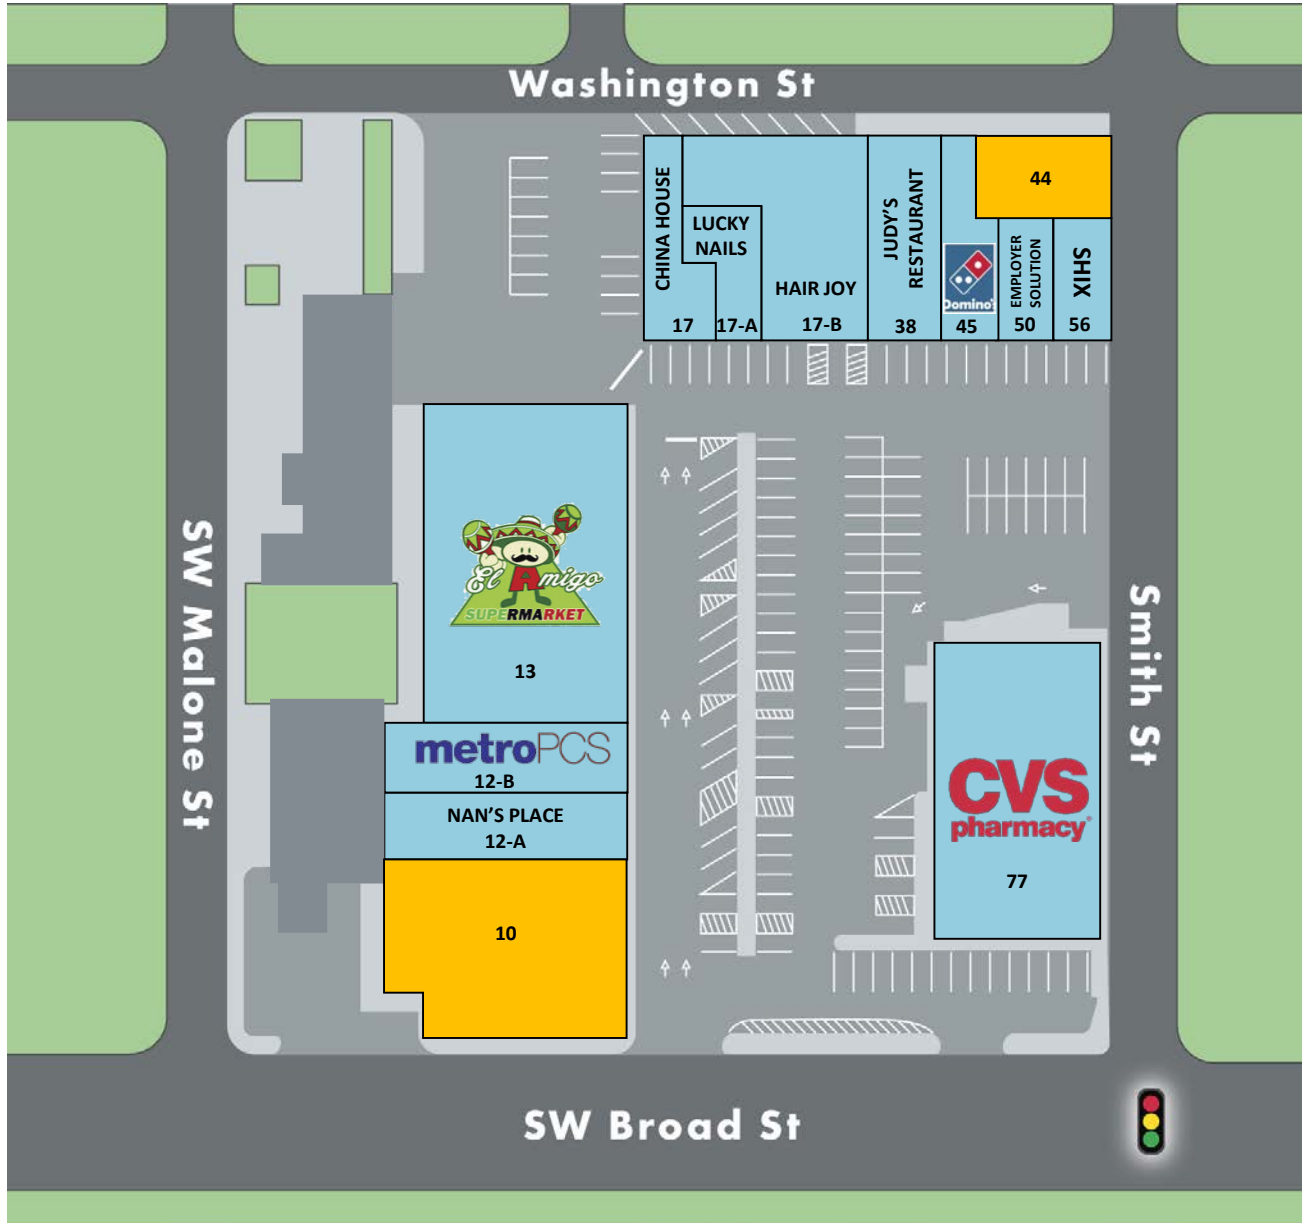 Washington St
CHINA HOUSE
17
LUCKY
NAILS
17-A
HAIR JOY
17-B
JUDY'S
RESTAURANT
38
Domino's
45
44
EMPLOYER
SOLUTION
50
SHIX
56
SW Malone St
El Amigo
SUPERMARKET
13
metroPCS
12-B
NAN'S PLACE
12-A
10
CVS
pharmacy®
77
Smith St
SW Broad St